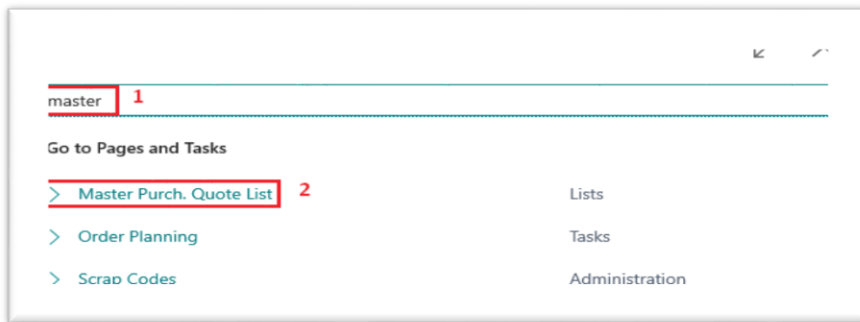 master 1
Go to Pages and Tasks
> Master Purch. Quote List 2 Lists
> Order Planning Tasks
> Scrap Codes Administration